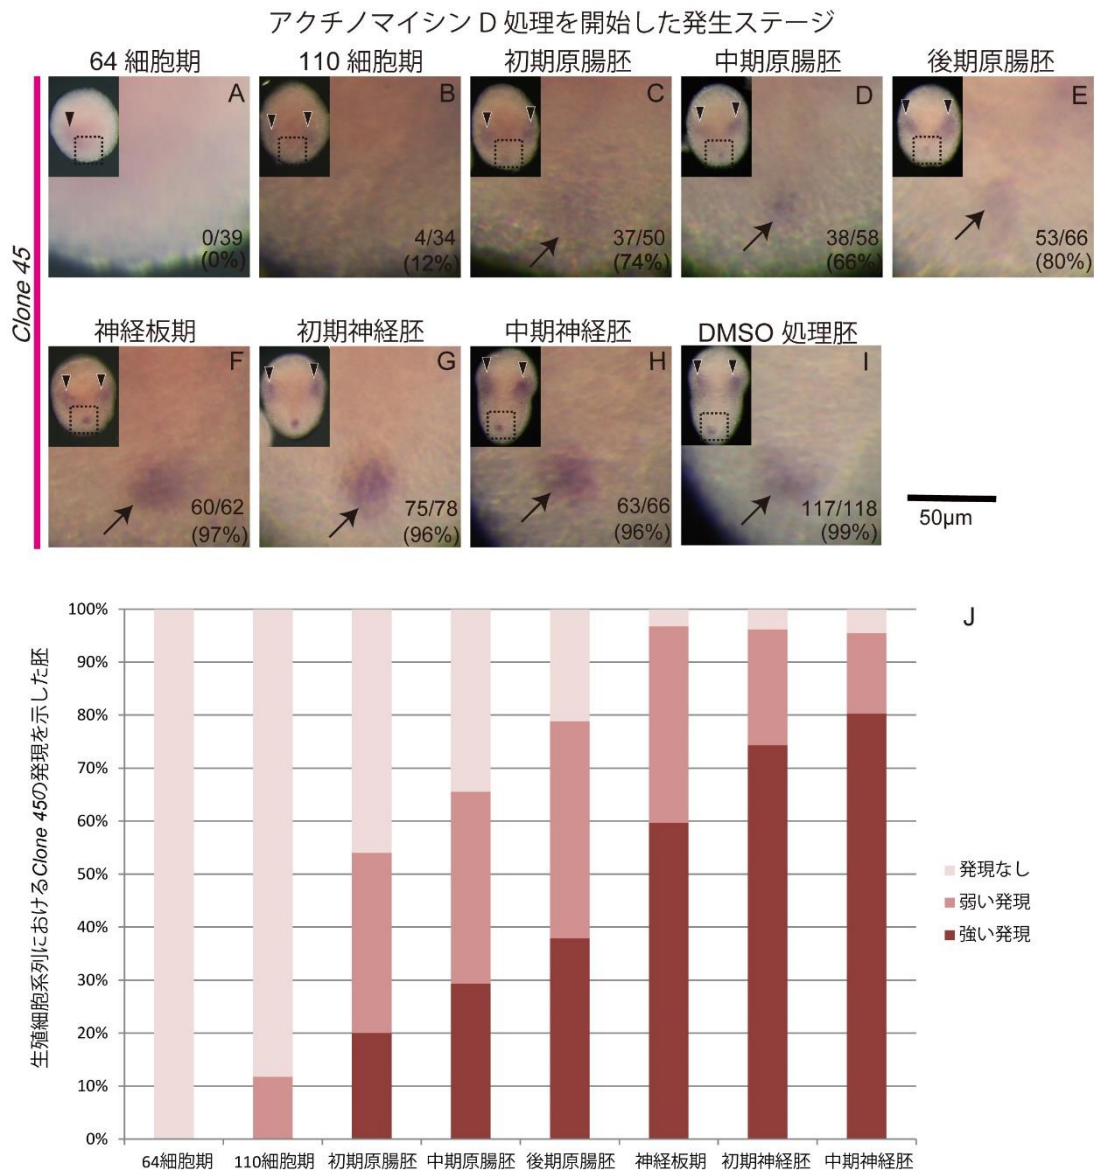 アクチノマイシン D 処理を開始した発生ステージ
64 細胞期
110 細胞期
初期原腸胚
中期原腸胚
後期原腸胚
Clone 45
A
0/39
(0%)
B
4/34
(12%)
C
37/50
(74%)
D
38/58
(66%)
E
53/66
(80%)
神経板期
初期神経胚
中期神経胚
DMSO 処理胚
F
60/62
(97%)
G
75/78
(96%)
H
63/66
(96%)
I
117/118
(99%)
50μm
J
生殖細胞系列におけるClone 45の発現を示した胚
100%
90%
80%
70%
60%
50%
40%
30%
20%
10%
0%
64細胞期
110細胞期
初期原腸胚
中期原腸胚
後期原腸胚
神経板期
初期神経胚
中期神経胚
発現なし
弱い発現
強い発現